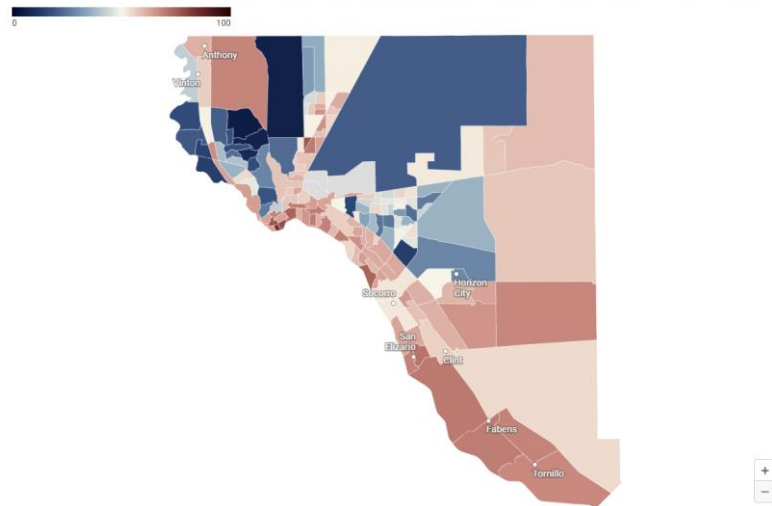 0 100
Anthony
Vinton
Horizon
City
Socorro
San
Elizario
Clint
Fabens
Tornillo
+
−